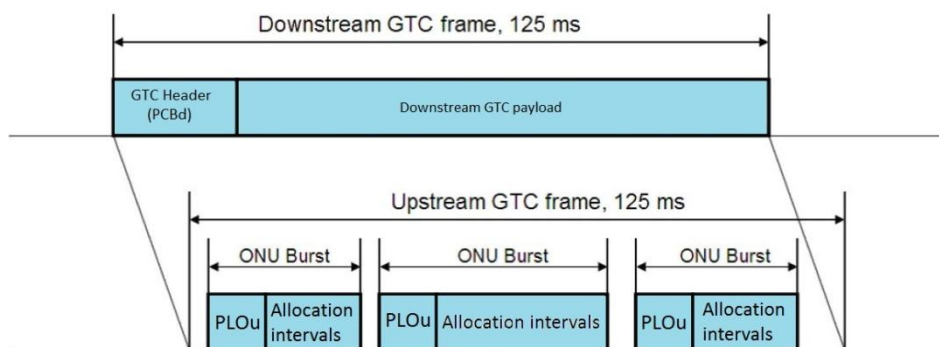 Downstream GTC frame, 125 ms
GTC Header
(PCBd)
Downstream GTC payload
Upstream GTC frame, 125 ms
ONU Burst
ONU Burst
ONU Burst
PLOu
Allocation
intervals
PLOu
Allocation intervals
PLOu
Allocation
intervals